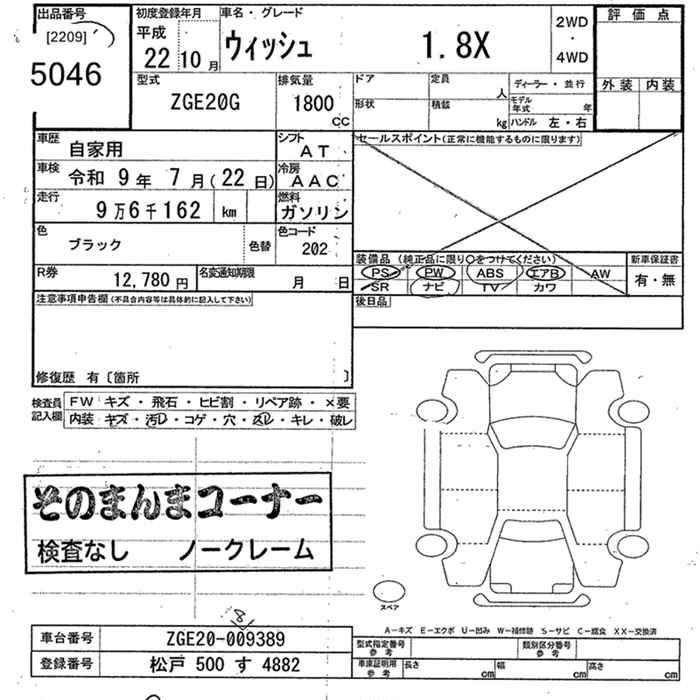 出品番号
[2209]
5046
初度登録年月
平成
22 10 月
車名・グレード
ウィッシュ 1.8X
2WD
・
4WD
評価点
外装 内装
型式
ZGE20G
排気量
1800
CC
ドア
定員
人
ディーラー・並行
形状
積載
kg
モデル年式 年
ハンドル 左・右
車歴
自家用
シフト
AT
セールスポイント(正常に機能するものに限ります)
車検
令和 9 年 7 月(22 日)
冷房
AAC
走行
9 万 6 千 162 km
燃料
ガソリン
色
ブラック
色替
色コード
202
装備品 (純正品に限り○をつけてください)
PS PW ABS エアB AW
SR ナビ TV カワ
新車保証書
有・無
R券
12,780 円
名変通知期限
月 日
後日品
注意事項申告欄(不具合内容等は具体的に記入して下さい)
修復歴 有〔箇所 〕
検査員
記入欄
FW キズ・飛石・ヒビ割・リペア跡・×要
内装 キズ・汚レ・コゲ・穴・スレ・キレ・破レ
そのまんまコーナー
検査なし ノークレーム
スペア
A-キズ E-エクボ U-凹み W-補修跡 S-サビ C-腐食 XX-交換済
車台番号
ZGE20-009389
登録番号
松戸 500 す 4882
型式指定番号
参考
類別区分番号
参考
車庫証明用
参考
長さ cm
幅 cm
高さ cm